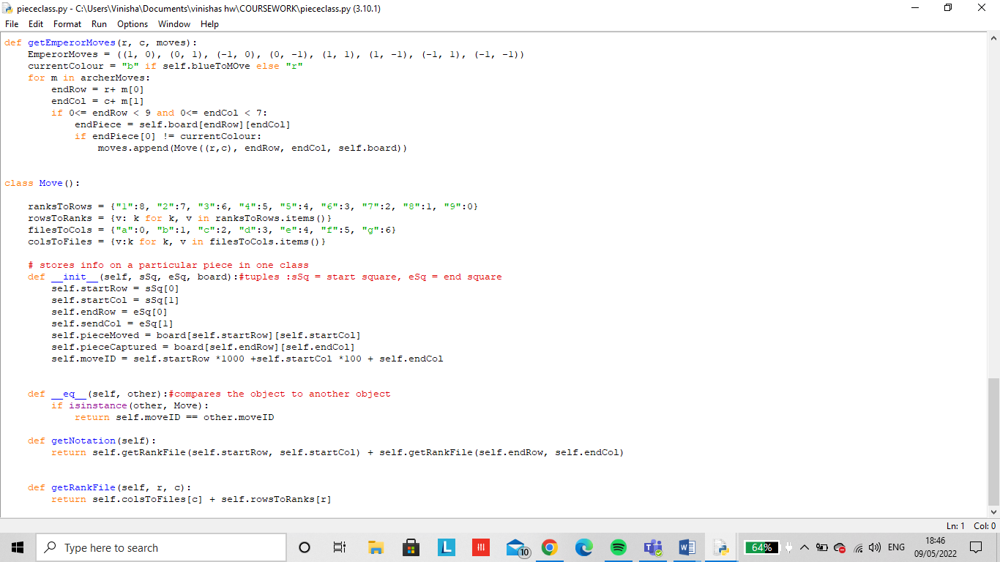 piececlass.py - C:\Users\Vinisha\Documents\vinishas hw\COURSEWORK\piececlass.py (3.10.1)
File Edit Format Run Options Window Help
def getEmperorMoves(r, c, moves):
    EmperorMoves = ((1, 0), (0, 1), (-1, 0), (0, -1), (1, 1), (1, -1), (-1, 1), (-1, -1))
    currentColour = "b" if self.blueToMOve else "r"
    for m in archerMoves:
        endRow = r+ m[0]
        endCol = c+ m[1]
        if 0<= endRow < 9 and 0<= endCol < 7:
            endPiece = self.board[endRow][endCol]
            if endPiece[0] != currentColour:
                moves.append(Move((r,c), endRow, endCol, self.board))
class Move():
    ranksToRows = {"1":8, "2":7, "3":6, "4":5, "5":4, "6":3, "7":2, "8":1, "9":0}
    rowsToRanks = {v: k for k, v in ranksToRows.items()}
    filesToCols = {"a":0, "b":1, "c":2, "d":3, "e":4, "f":5, "g":6}
    colsToFiles = {v:k for k, v in filesToCols.items()}
    # stores info on a particular piece in one class
    def __init__(self, sSq, eSq, board):#tuples :sSq = start square, eSq = end square
        self.startRow = sSq[0]
        self.startCol = sSq[1]
        self.endRow = eSq[0]
        self.sendCol = eSq[1]
        self.pieceMoved = board[self.startRow][self.startCol]
        self.pieceCaptured = board[self.endRow][self.endCol]
        self.moveID = self.startRow *1000 +self.startCol *100 + self.endCol
    def __eq__(self, other):#compares the object to another object
        if isinstance(other, Move):
            return self.moveID == other.moveID
    def getNotation(self):
        return self.getRankFile(self.startRow, self.startCol) + self.getRankFile(self.endRow, self.endCol)
    def getRankFile(self, r, c):
        return self.colsToFiles[c] + self.rowsToRanks[r]
Ln: 1 Col: 0
Type here to search
L
10
64%
ENG
18:46
09/05/2022